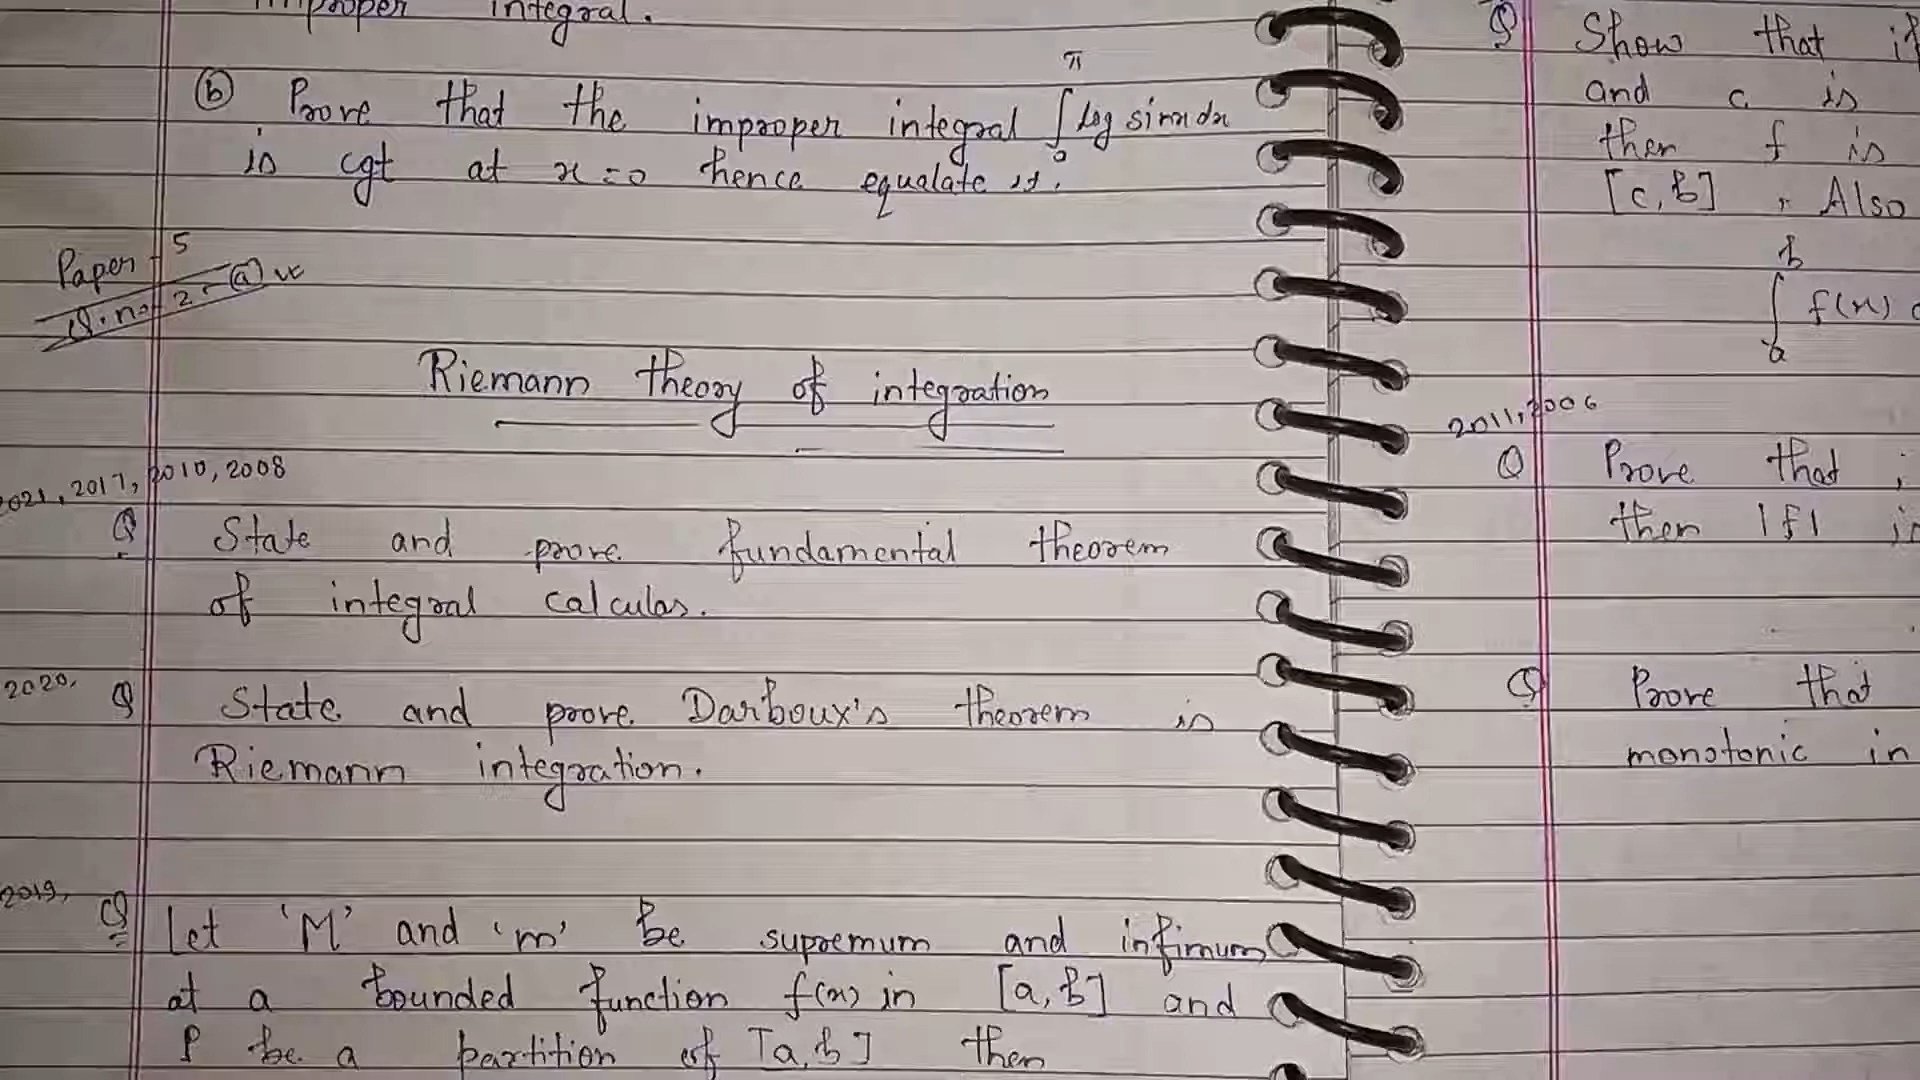 improper integral.
(b) Prove that the improper integral ∫₀^π log sinx dx
is cgt at x=0 hence equalate it.
Paper - 5
Q.no-2-(a)
Riemann theory of integration
2021, 2017, 2010, 2008
Q State and prove fundamental theorem
of integral calculas.
2020,
Q State and prove Darboux's theorem is
Riemann integration.
2019,
Q Let 'M' and 'm' be supremum and infimum
at a bounded function f(x) in [a,b] and
P be a partition of [a,b] then
Q Show that if
and c is
then f is
[c,b]. Also
∫ₐᵇ f(x)
2011, 2006
Q Prove that
then |f|
Q Prove that
monotonic in